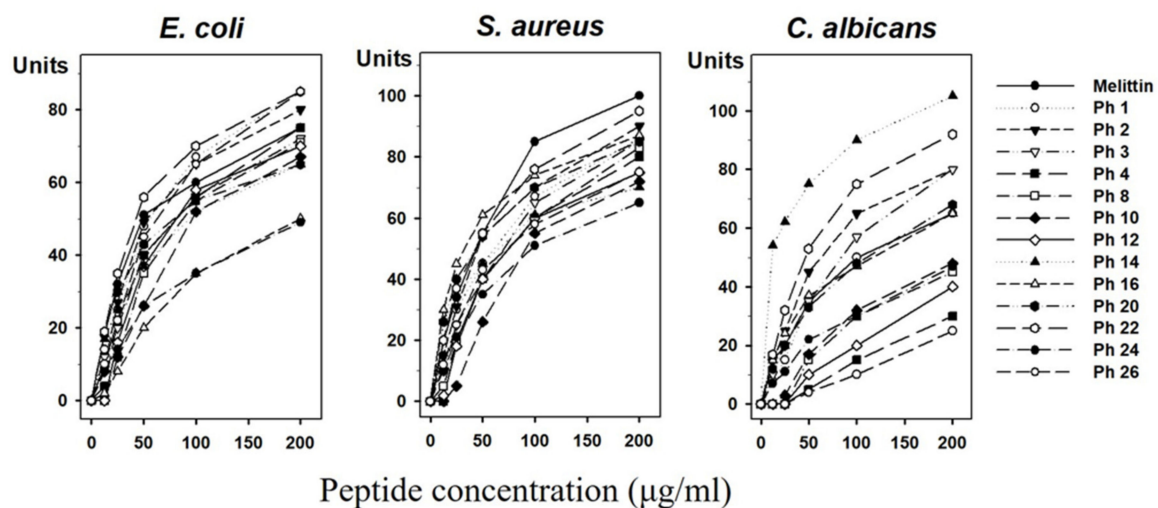 E. coli
S. aureus
C. albicans
Units
80
60
40
20
0
0 50 100 150 200
Units
100
80
60
40
20
0
0 50 100 150 200
Units
100
80
60
40
20
0
0 50 100 150 200
Melittin
Ph 1
Ph 2
Ph 3
Ph 4
Ph 8
Ph 10
Ph 12
Ph 14
Ph 16
Ph 20
Ph 22
Ph 24
Ph 26
Peptide concentration (μg/ml)